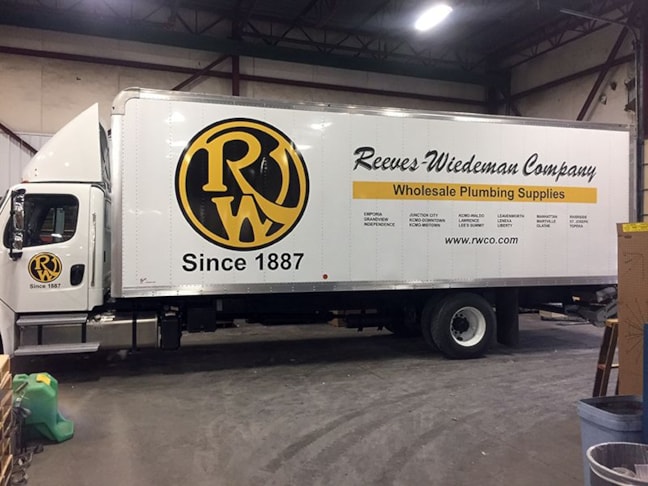 RW
Since 1887
Reeves-Wiedeman Company
Wholesale Plumbing Supplies
EMPORIA JUNCTION CITY KCMO-WALDO LEAVENWORTH MANHATTAN RIVERSIDE
GRANDVIEW KCMO-DOWNTOWN LAWRENCE LENEXA MARYVILLE ST. JOSEPH
INDEPENDENCE KCMO-MIDTOWN LEE'S SUMMIT LIBERTY OLATHE TOPEKA
www.rwco.com
RW
Since 1887